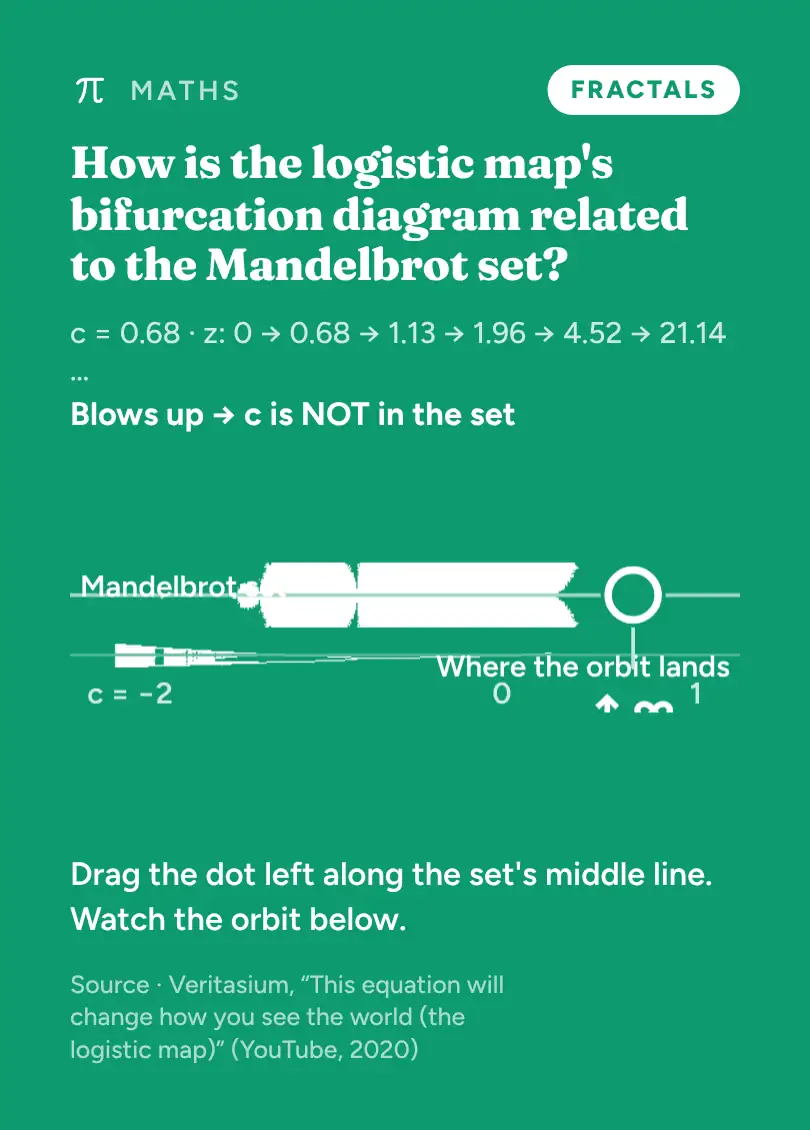 π MATHS
FRACTALS
How is the logistic map's
bifurcation diagram related
to the Mandelbrot set?
c = 0.68 · z: 0 → 0.68 → 1.13 → 1.96 → 4.52 → 21.14
...
Blows up → c is NOT in the set
Mandelbrot set
Where the orbit lands
c = −2 0 1
↑ ∞
Drag the dot left along the set's middle line.
Watch the orbit below.
Source · Veritasium, “This equation will
change how you see the world (the
logistic map)” (YouTube, 2020)